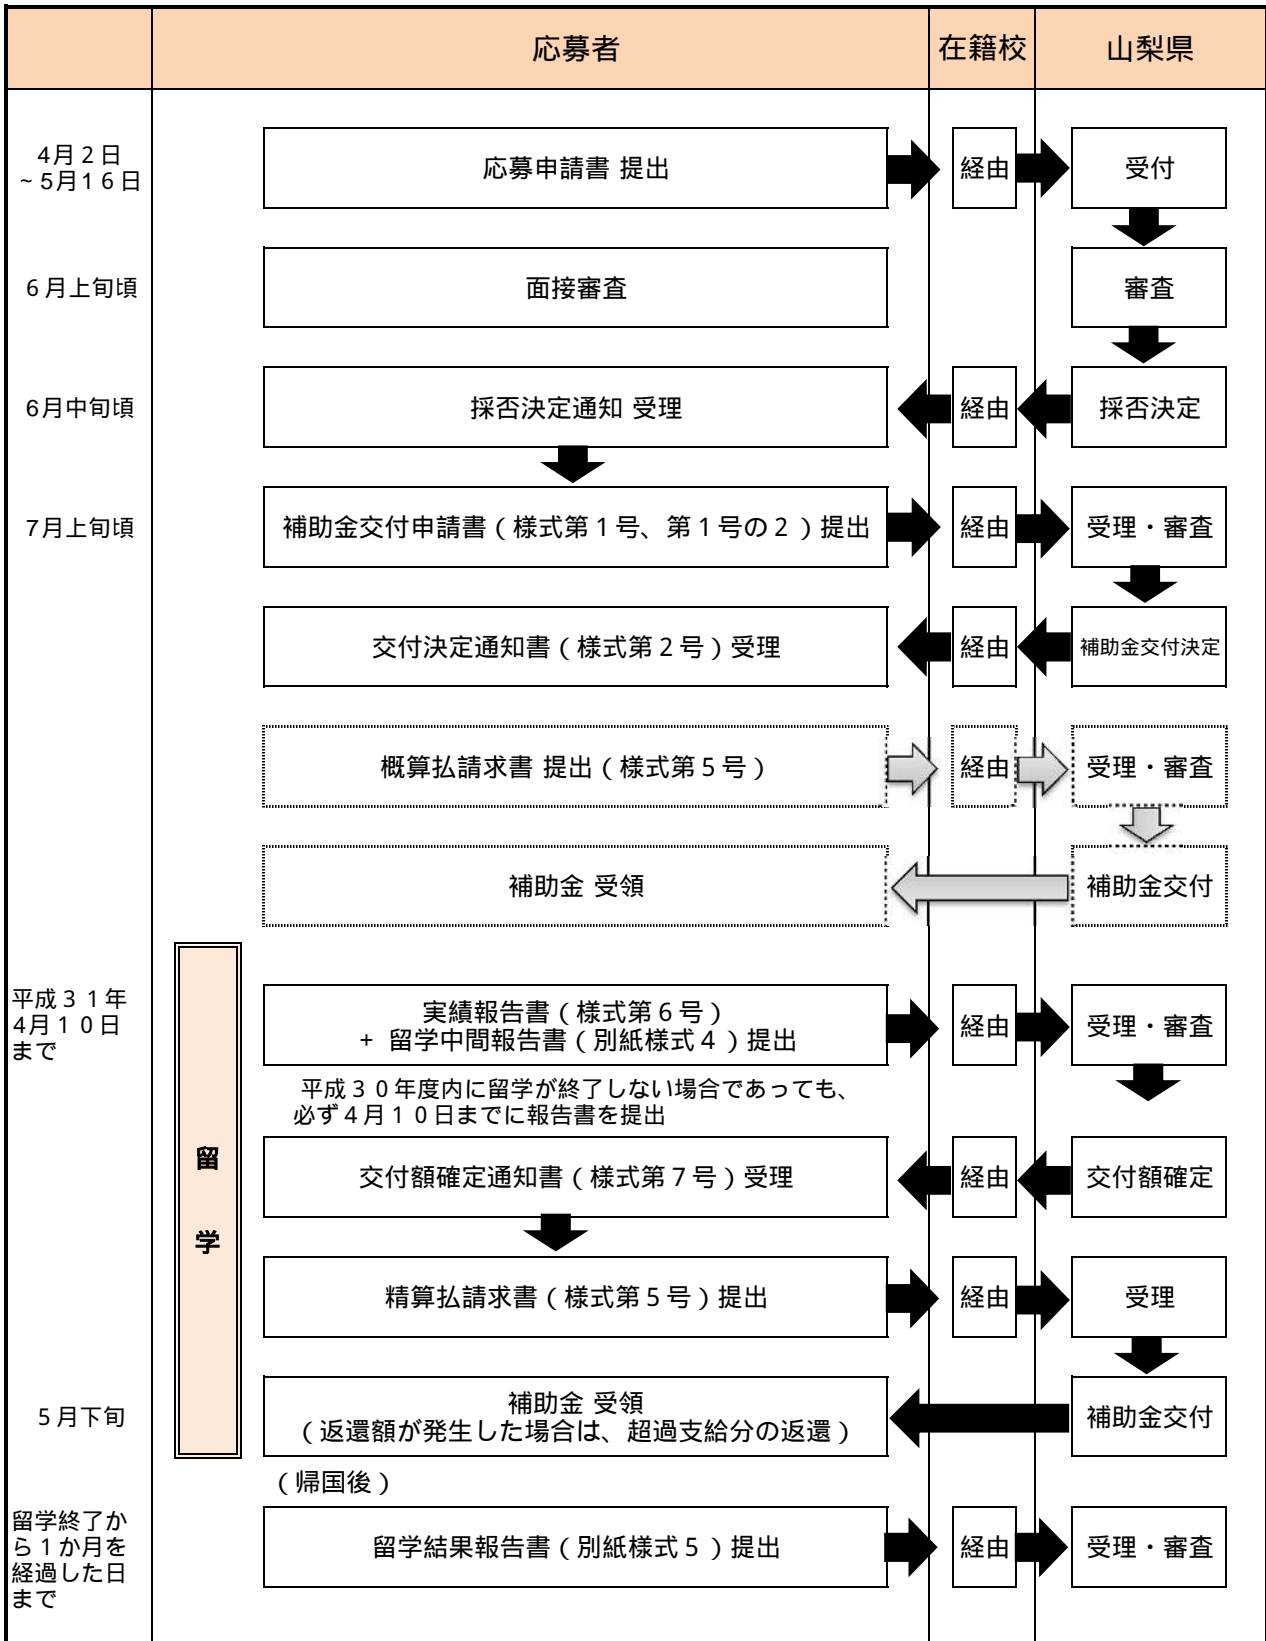 応募者 在籍校 山梨県
4月2日
~5月16日
応募申請書 提出 経由 受付
6月上旬頃 面接審査 審査
6月中旬頃 採否決定通知 受理 経由 採否決定
7月上旬頃 補助金交付申請書(様式第1号、第1号の2)提出 経由 受理・審査
交付決定通知書(様式第2号)受理 経由 補助金交付決定
概算払請求書 提出(様式第5号) 経由 受理・審査
補助金 受領 補助金交付
留
学
平成31年
4月10日
まで
実績報告書(様式第6号)
+ 留学中間報告書(別紙様式4)提出
経由 受理・審査
平成30年度内に留学が終了しない場合であっても、
必ず4月10日までに報告書を提出
交付額確定通知書(様式第7号)受理 経由 交付額確定
精算払請求書(様式第5号)提出 経由 受理
5月下旬
補助金 受領
(返還額が発生した場合は、超過支給分の返還)
補助金交付
(帰国後)
留学終了か
ら1か月を
経過した日
まで
留学結果報告書(別紙様式5)提出 経由 受理・審査